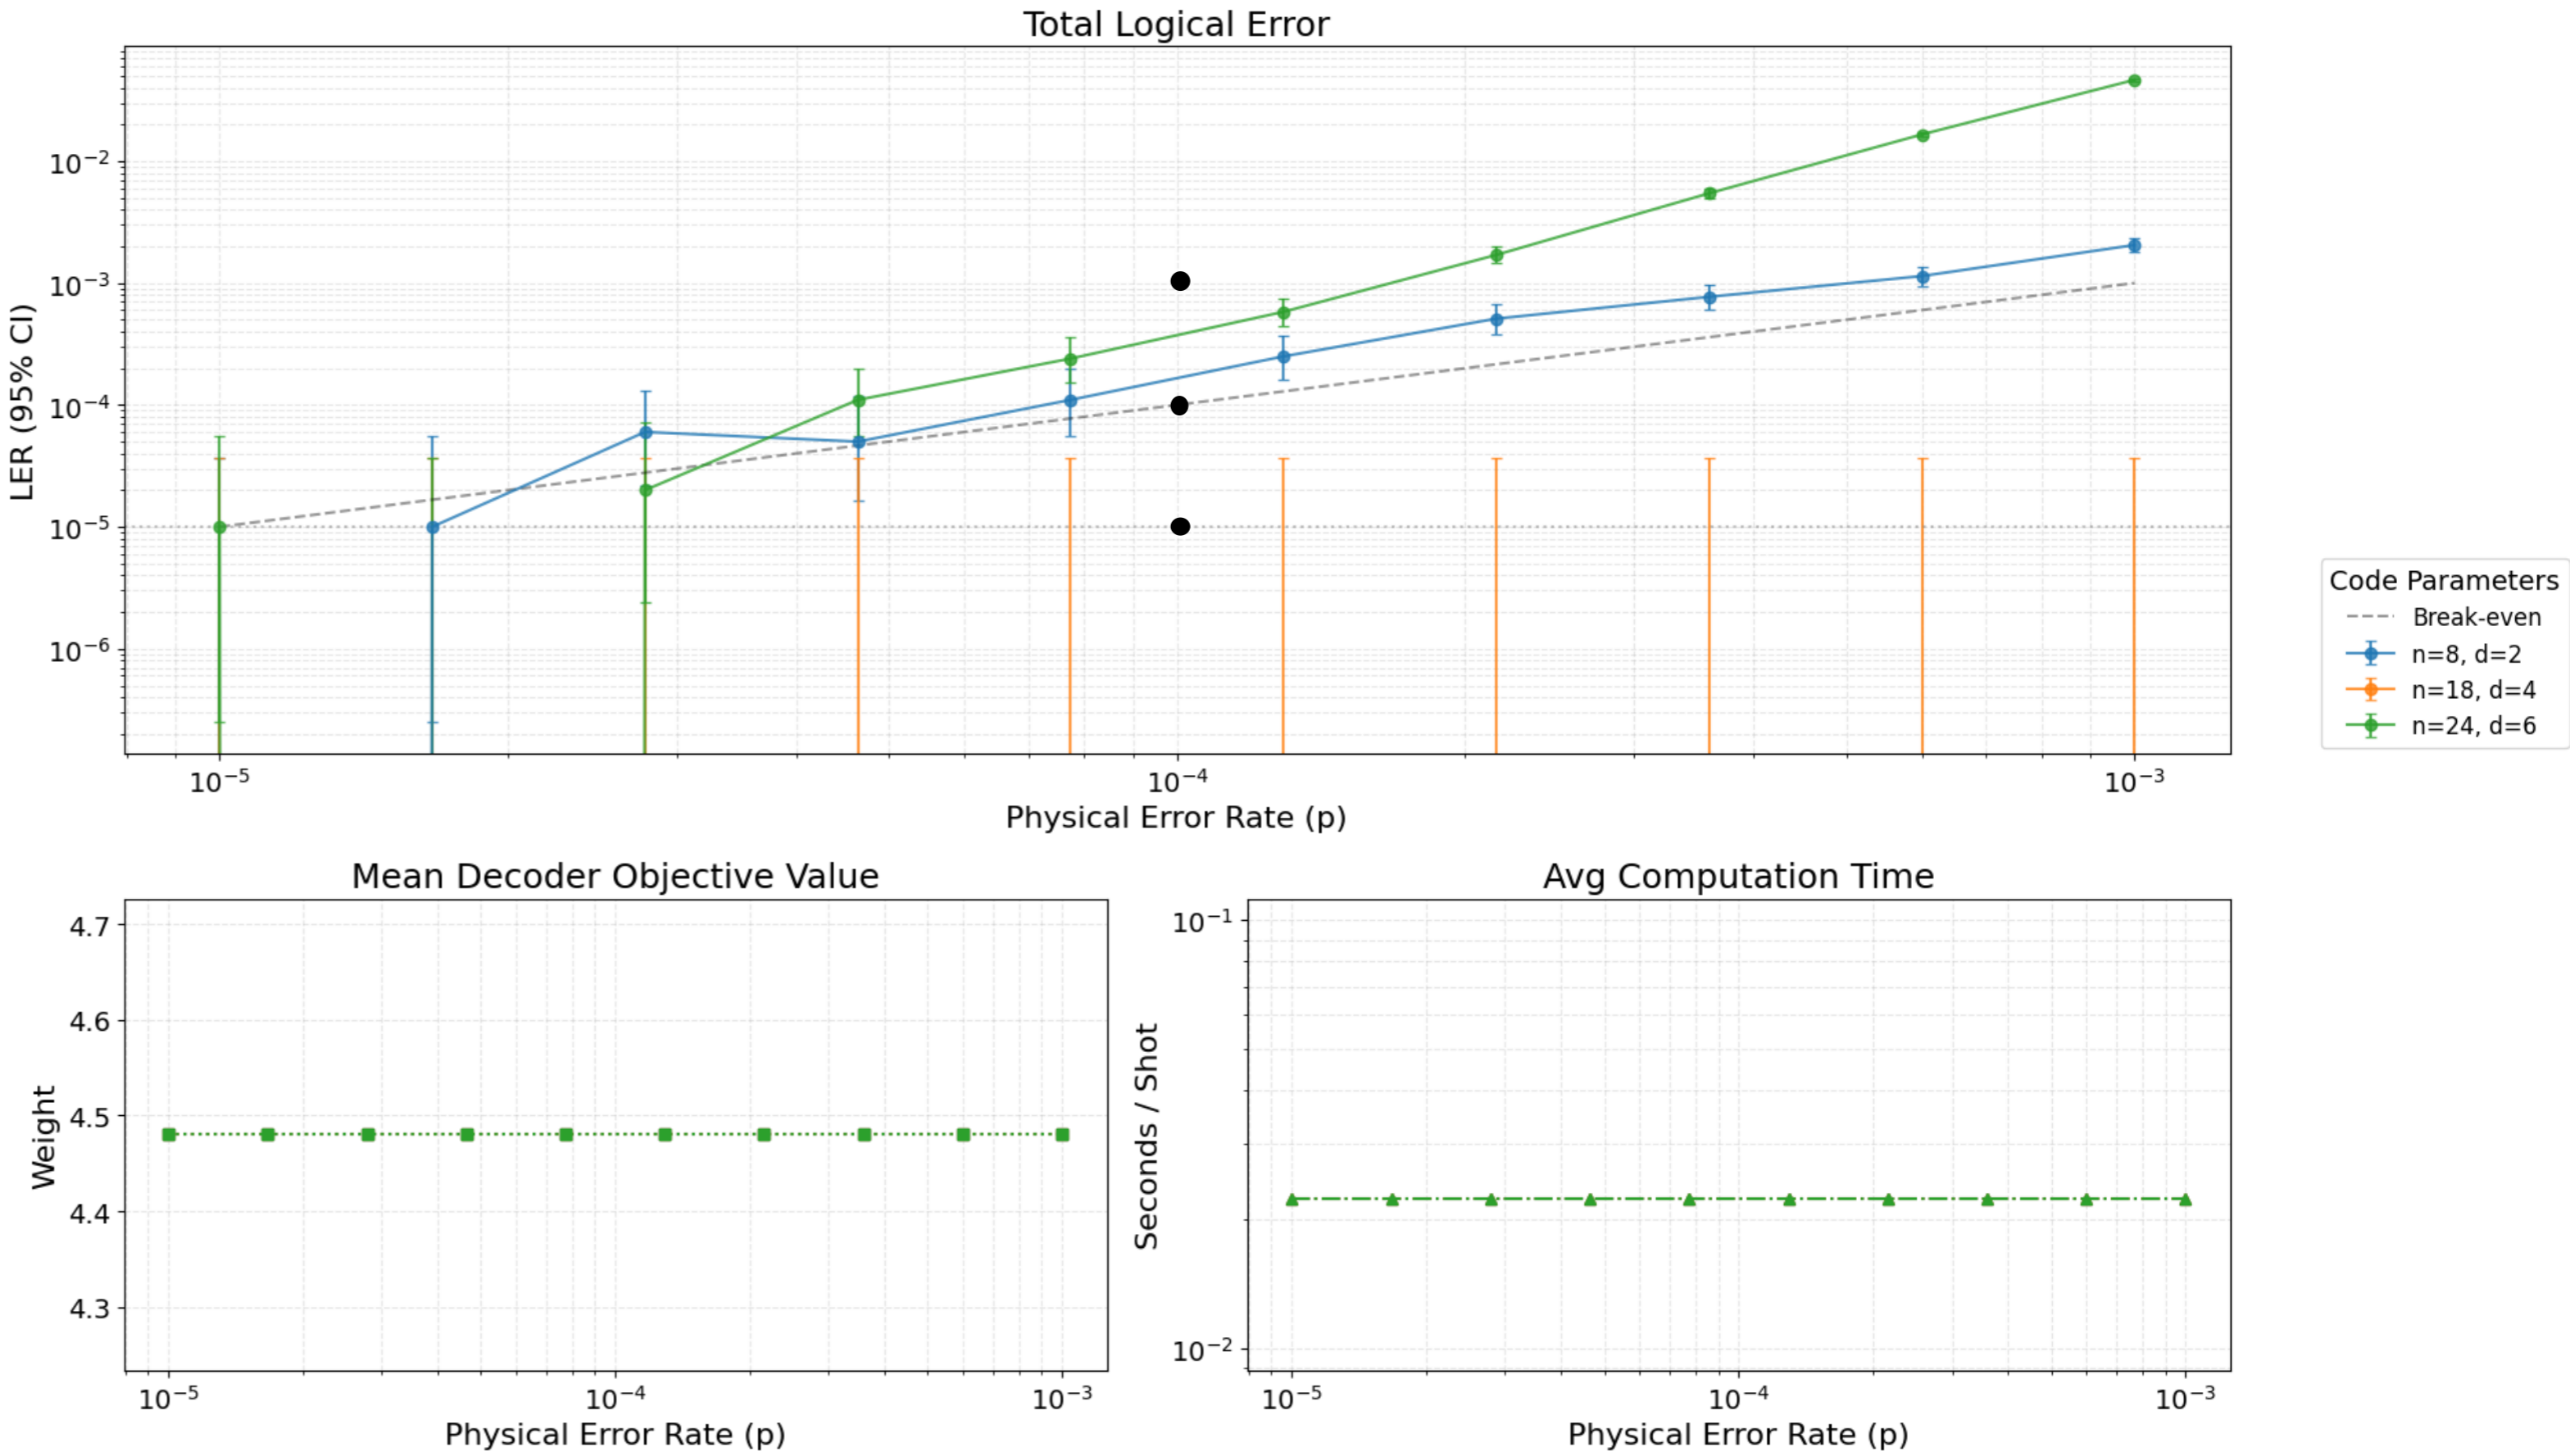 Total Logical Error
LER (95% CI)
10⁻²
10⁻³
10⁻⁴
10⁻⁵
10⁻⁶
10⁻⁵
10⁻⁴
10⁻³
Physical Error Rate (p)
Code Parameters
Break-even
n=8, d=2
n=18, d=4
n=24, d=6
Mean Decoder Objective Value
Weight
4.7
4.6
4.5
4.4
4.3
10⁻⁵
10⁻⁴
10⁻³
Physical Error Rate (p)
Avg Computation Time
Seconds / Shot
10⁻¹
10⁻²
10⁻⁵
10⁻⁴
10⁻³
Physical Error Rate (p)